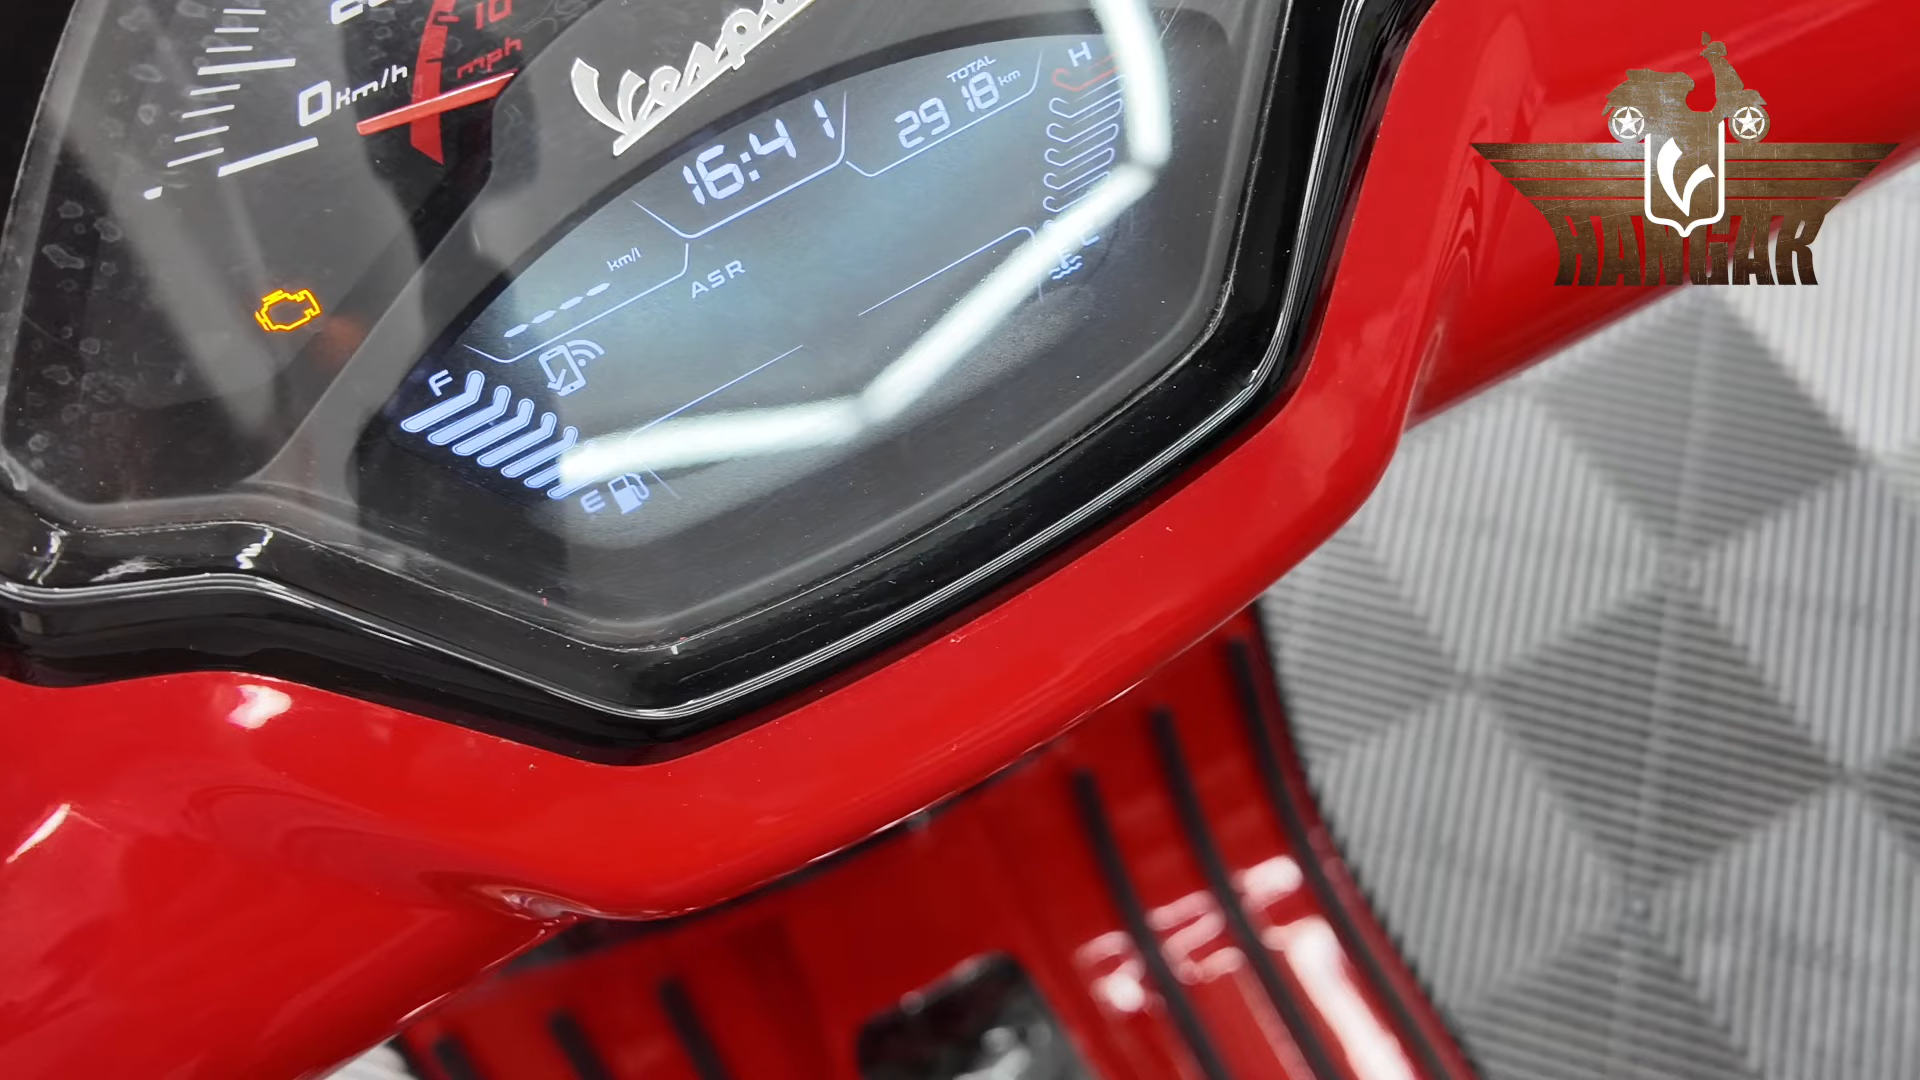 10
mph
0 km/h
Vespa
16:41
TOTAL
2918 km
H
km/l
----
ASR
F
E
HANGAR